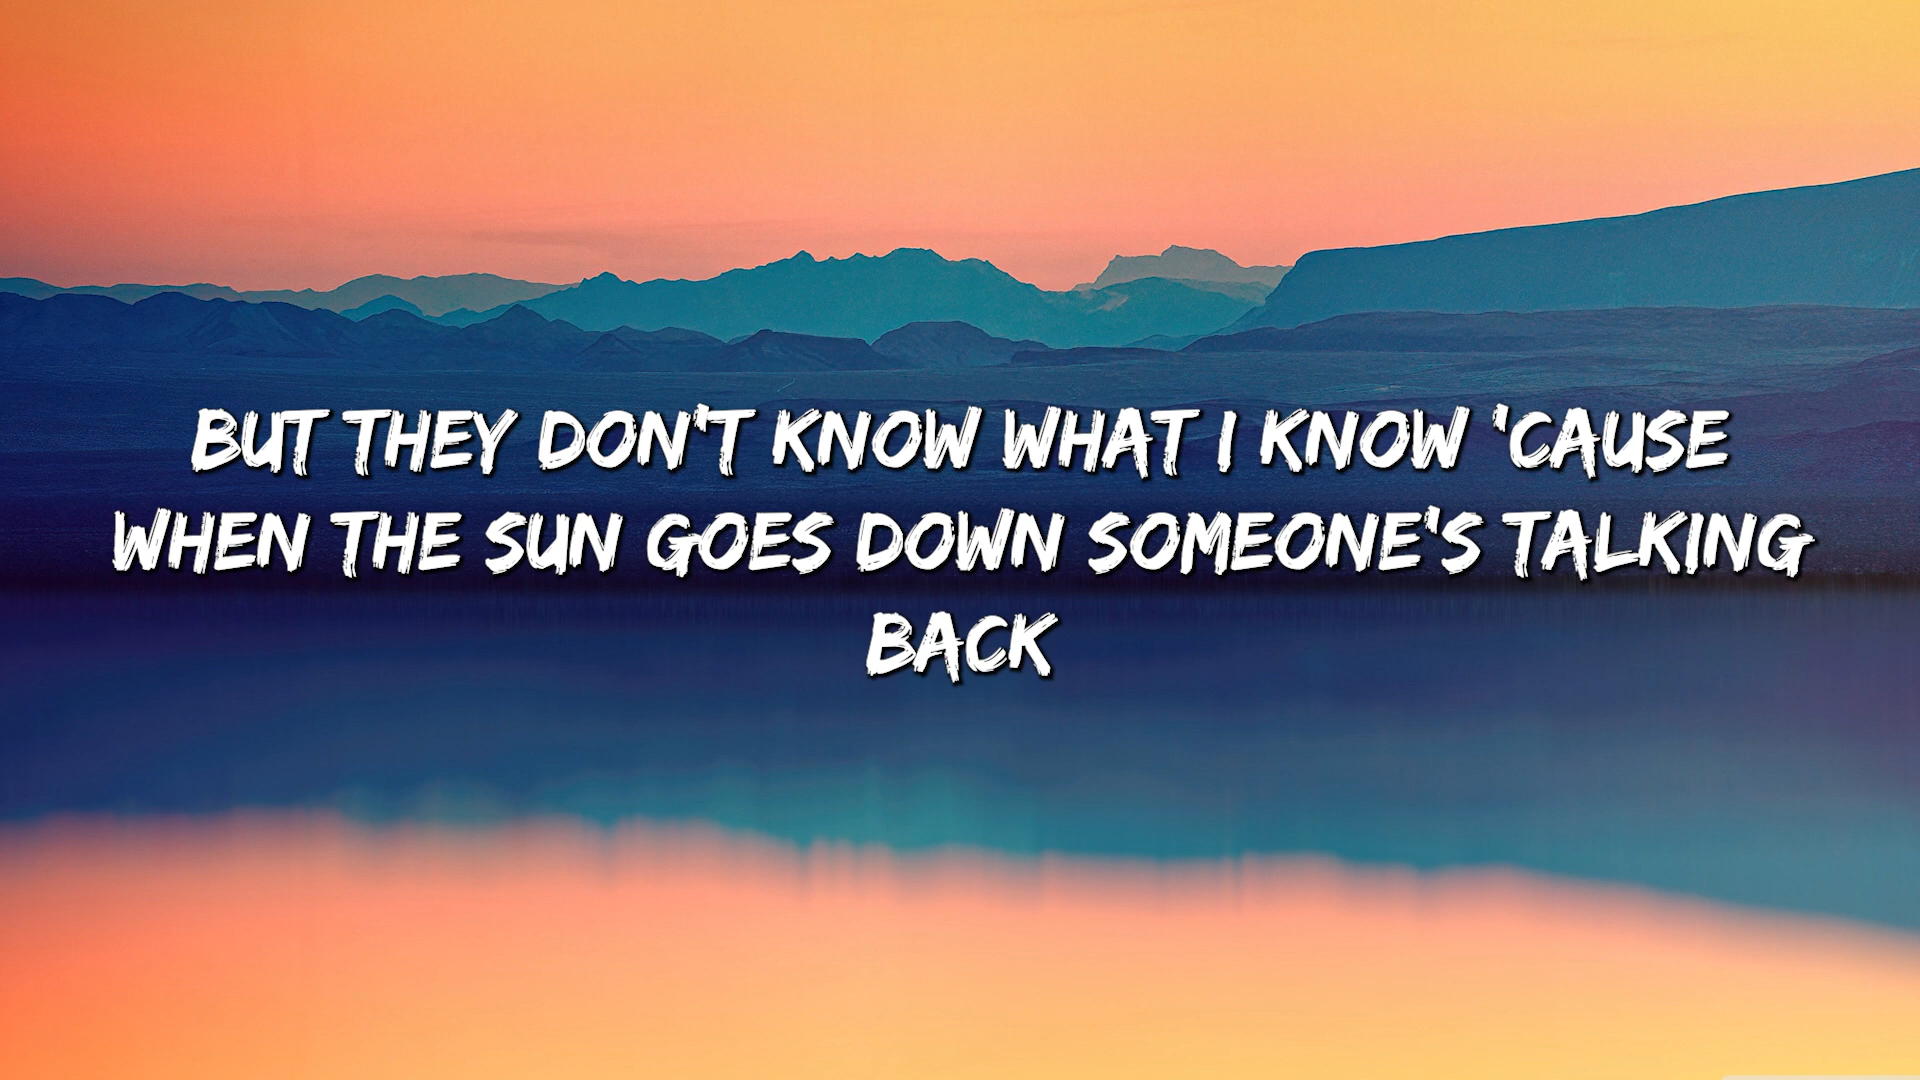 BUT THEY DON'T KNOW WHAT I KNOW 'CAUSE
WHEN THE SUN GOES DOWN SOMEONE'S TALKING
BACK